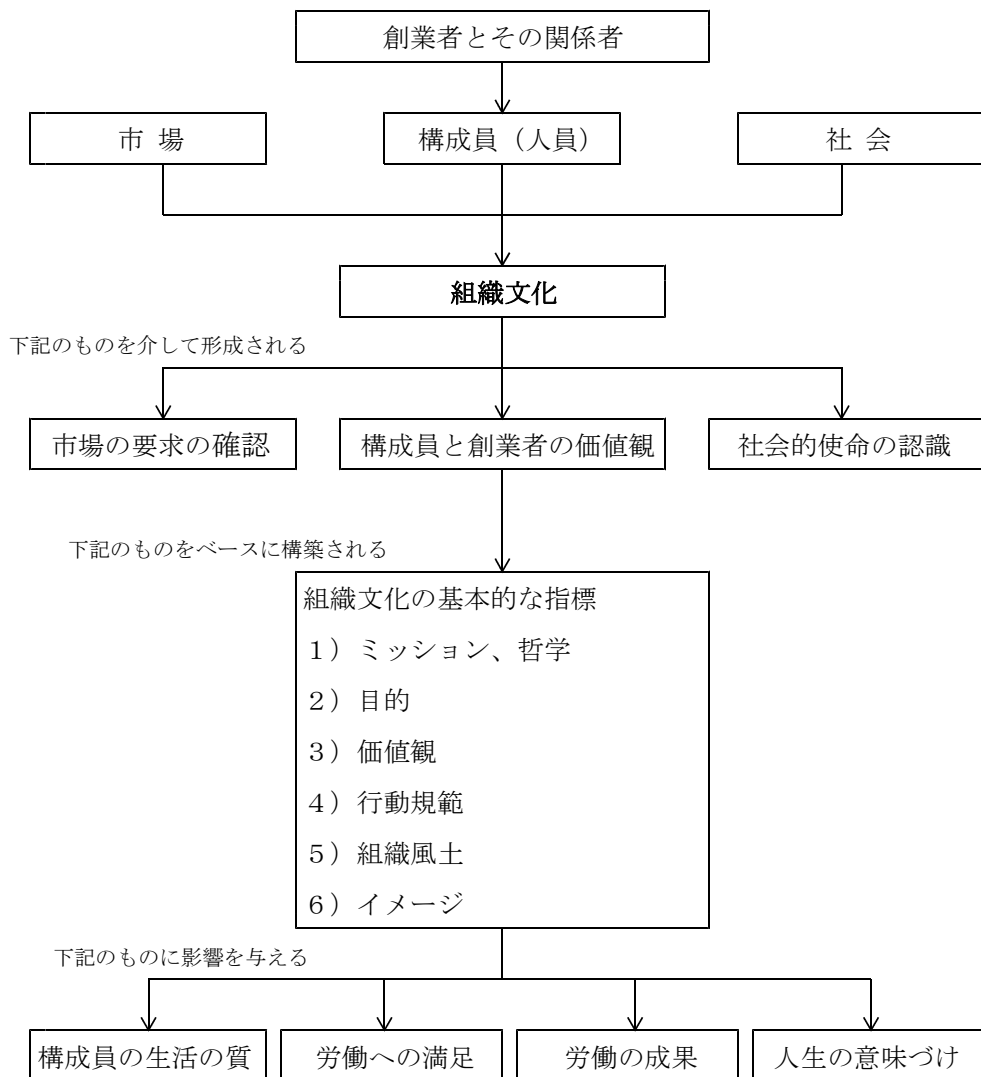 創業者とその関係者
市 場
構成員（人員）
社 会
組織文化
下記のものを介して形成される
市場の要求の確認
構成員と創業者の価値観
社会的使命の認識
下記のものをベースに構築される
組織文化の基本的な指標
１）ミッション、哲学
２）目的
３）価値観
４）行動規範
５）組織風土
６）イメージ
下記のものに影響を与える
構成員の生活の質
労働への満足
労働の成果
人生の意味づけ